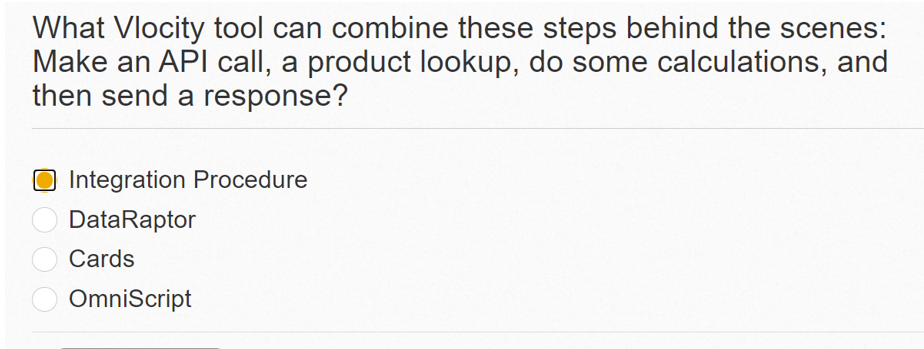 What Vlocity tool can combine these steps behind the scenes:
Make an API call, a product lookup, do some calculations, and
then send a response?
Integration Procedure
DataRaptor
Cards
OmniScript